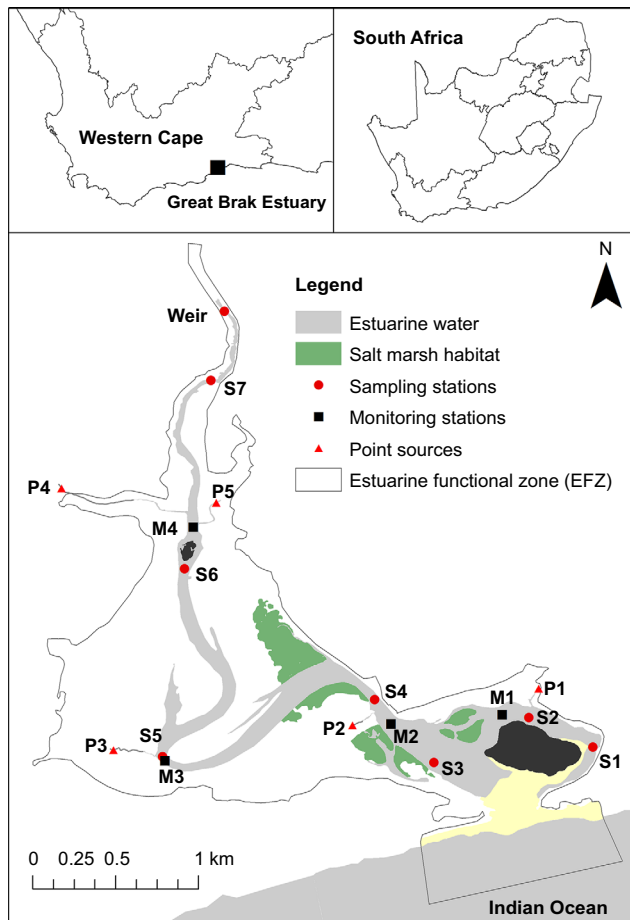 South Africa
Western Cape
Great Brak Estuary
N
Legend
Estuarine water
Salt marsh habitat
Sampling stations
Monitoring stations
Point sources
Estuarine functional zone (EFZ)
Weir
S7
P4
P5
M4
S6
S4
P1
M1
S2
P2
M2
S5
P3
M3
S3
S1
0 0.25 0.5 1 km
Indian Ocean